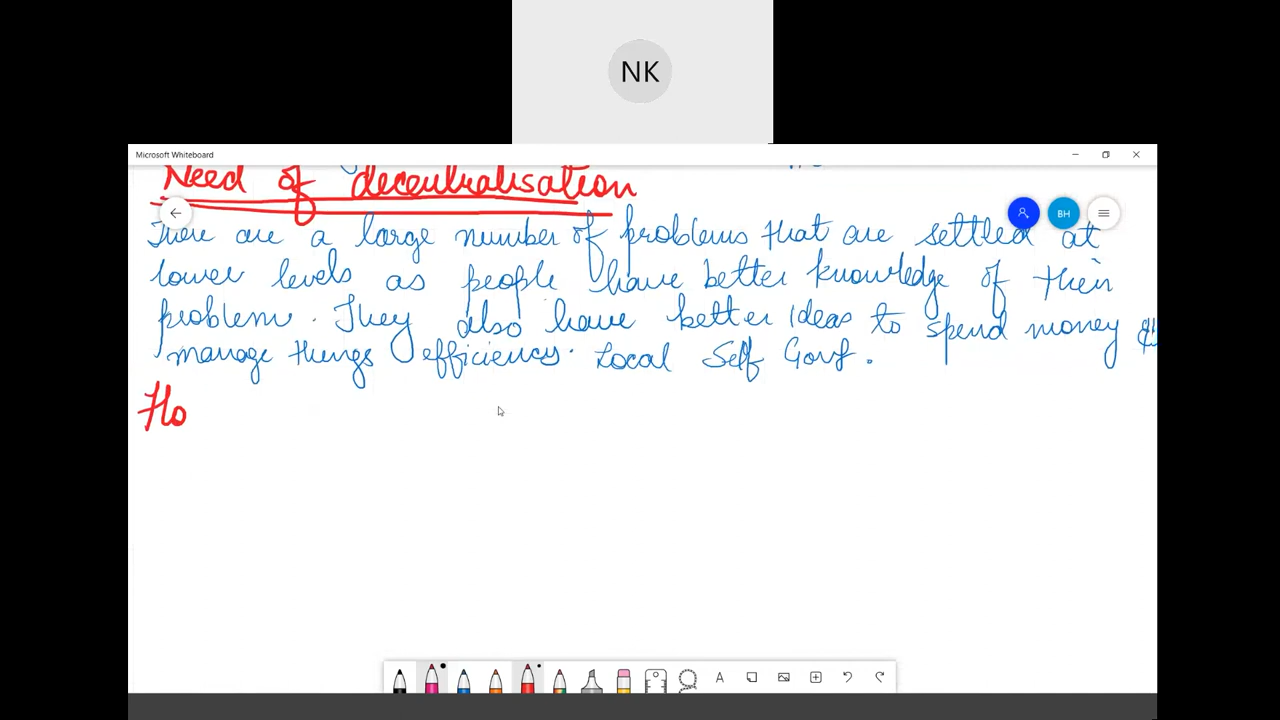 NK
Microsoft Whiteboard
Need of decentralisation
There are a large number of problems that are settled at
BH
lower levels as people have better knowledge of their
problem. They also have better ideas to spend money &
manage things efficiency. Local Self Govt.
Ho
A